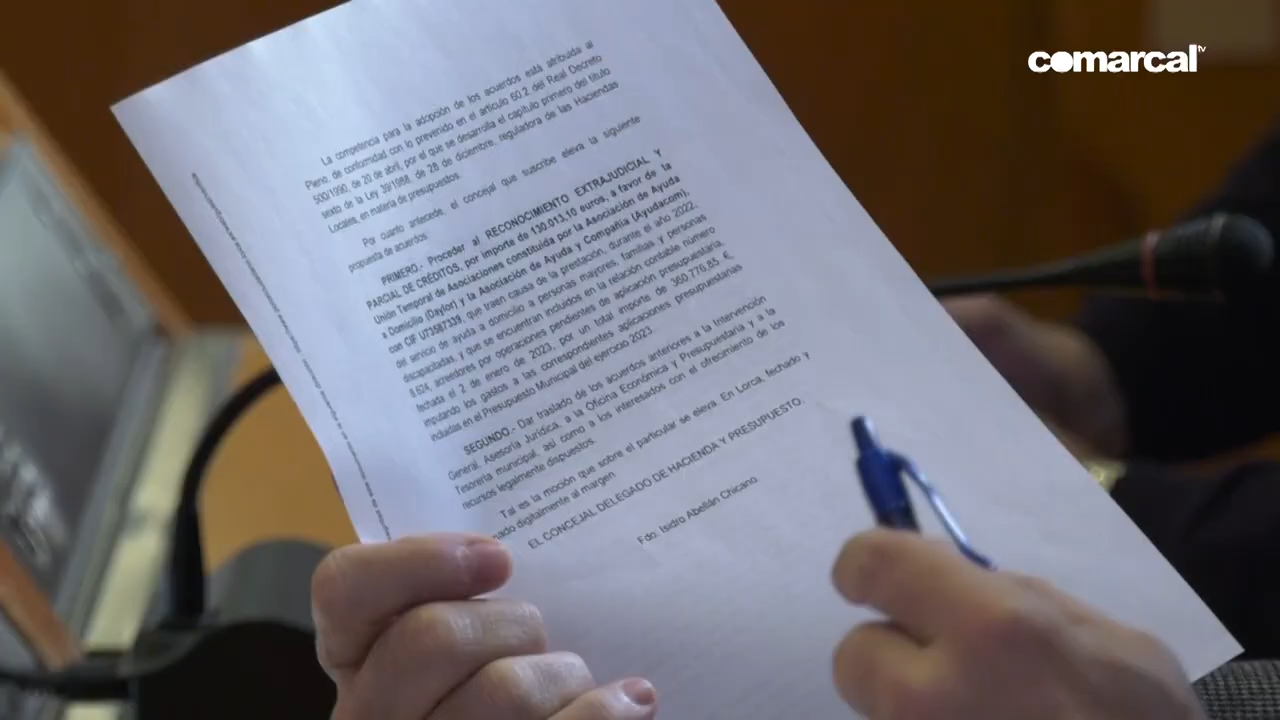 comarcal tv
La competencia para la adopción de los acuerdos está atribuida al
Pleno, de conformidad con lo prevenido en el artículo 60.2 del Real Decreto
500/1990, de 20 de abril, por el que se desarrolla el capítulo primero del título
sexto de la Ley 39/1988, de 28 de diciembre, reguladora de las Haciendas
Locales, en materia de presupuestos.
Por cuanto antecede, el concejal que suscribe eleva la siguiente
propuesta de acuerdos:
PRIMERO.- Proceder al RECONOCIMIENTO EXTRAJUDICIAL Y
PARCIAL DE CRÉDITOS, por importe de 130.013,10 euros, a favor de la
Unión Temporal de Asociaciones constituida por la Asociación de Ayuda
a Domicilio (Daylor) y la Asociación de Ayuda y Compañía (Ayudacom),
con CIF U73587339, que traen causa de la prestación, durante el año 2022,
del servicio de ayuda a domicilio a personas mayores, familias y personas
discapacitadas, y que se encuentran incluidos en la relación contable número
8.624, acreedores por operaciones pendientes de aplicación presupuestaria,
fechada el 2 de enero de 2023, por un total importe de 360.776,83, €,
imputando los gastos a las correspondientes aplicaciones presupuestarias
incluidas en el Presupuesto Municipal del ejercicio 2023.
SEGUNDO.- Dar traslado de los acuerdos anteriores a la Intervención
General, Asesoría Jurídica, a la Oficina Económica y Presupuestaria y a la
Tesorería municipal, así como a los interesados con el ofrecimiento de los
recursos legalmente dispuestos.
Tal es la moción que sobre el particular se eleva. En Lorca, fechado y
mado digitalmente al margen
EL CONCEJAL DELEGADO DE HACIENDA Y PRESUPUESTO.
Fdo: Isidro Abellán Chicano